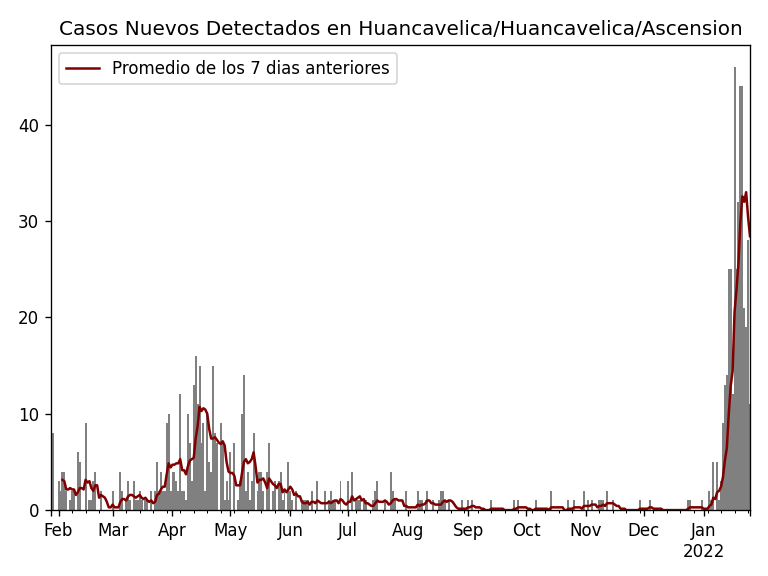 Casos Nuevos Detectados en Huancavelica/Huancavelica/Ascension
Promedio de los 7 dias anteriores
40
30
20
10
0
Feb Mar Apr May Jun Jul Aug Sep Oct Nov Dec Jan
2022